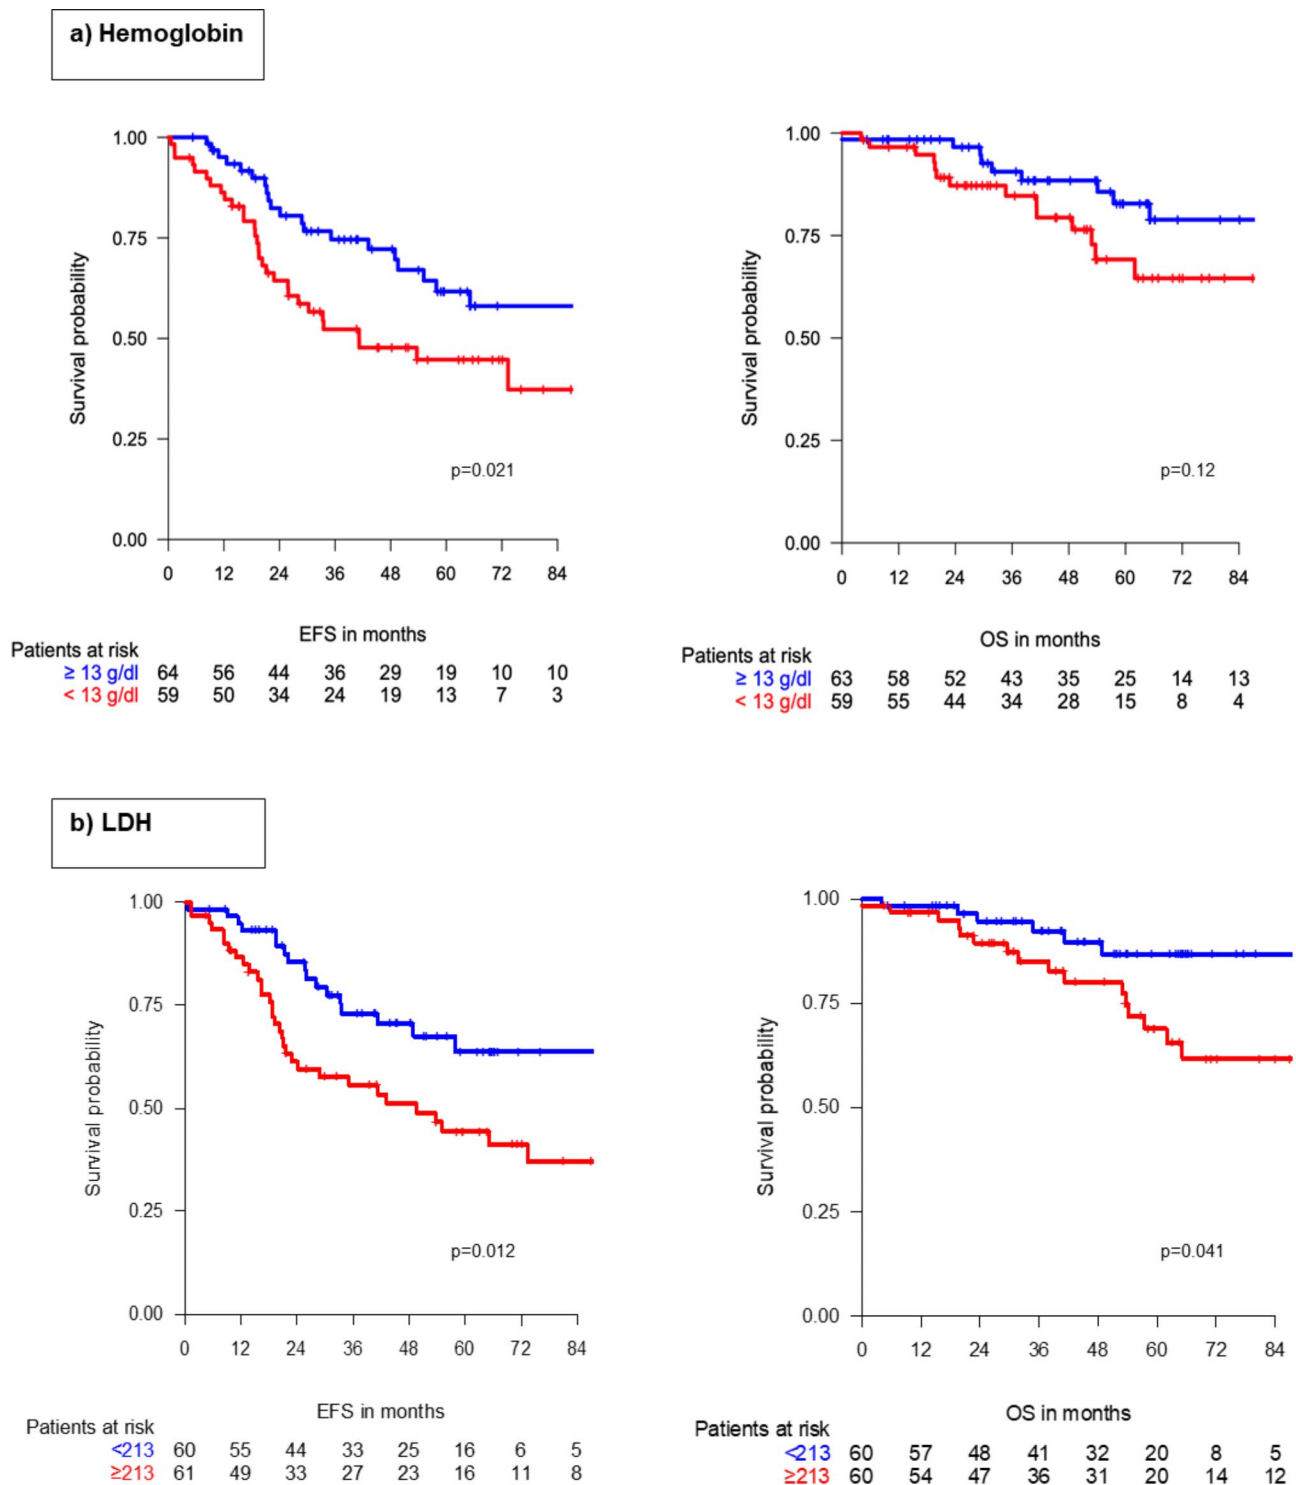 a) Hemoglobin
1.00
0.75
0.50
0.25
0.00
Survival probability
p=0.021
0 12 24 36 48 60 72 84
EFS in months
Patients at risk
≥ 13 g/dl 64 56 44 36 29 19 10 10
< 13 g/dl 59 50 34 24 19 13 7 3
1.00
0.75
0.50
0.25
0.00
Survival probability
p=0.12
0 12 24 36 48 60 72 84
OS in months
Patients at risk
≥ 13 g/dl 63 58 52 43 35 25 14 13
< 13 g/dl 59 55 44 34 28 15 8 4
b) LDH
1.00
0.75
0.50
0.25
0.00
Survival probability
p=0.012
0 12 24 36 48 60 72 84
EFS in months
Patients at risk
<213 60 55 44 33 25 16 6 5
≥213 61 49 33 27 23 16 11 8
1.00
0.75
0.50
0.25
0.00
Survival probability
p=0.041
0 12 24 36 48 60 72 84
OS in months
Patients at risk
<213 60 57 48 41 32 20 8 5
≥213 60 54 47 36 31 20 14 12